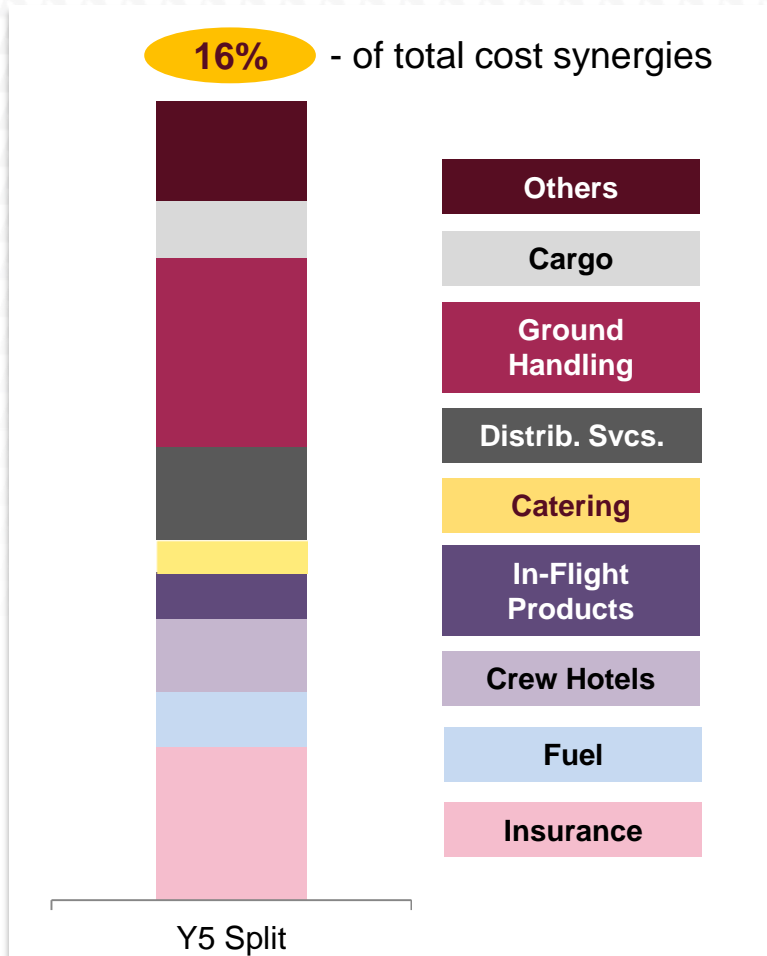 16% - of total cost synergies
Others
Cargo
Ground
Handling
Distrib. Svcs.
Catering
In-Flight
Products
Crew Hotels
Fuel
Insurance
Y5 Split